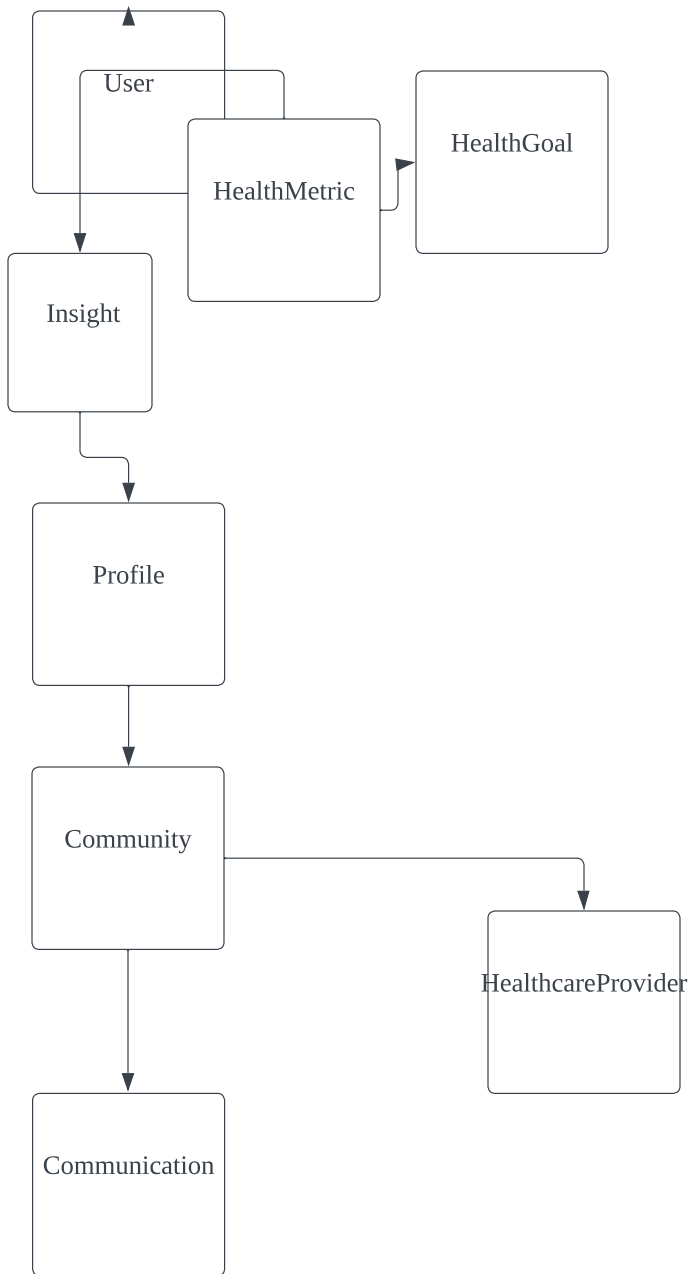 User
HealthGoal
HealthMetric
Insight
Profile
Community
HealthcareProvider
Communication